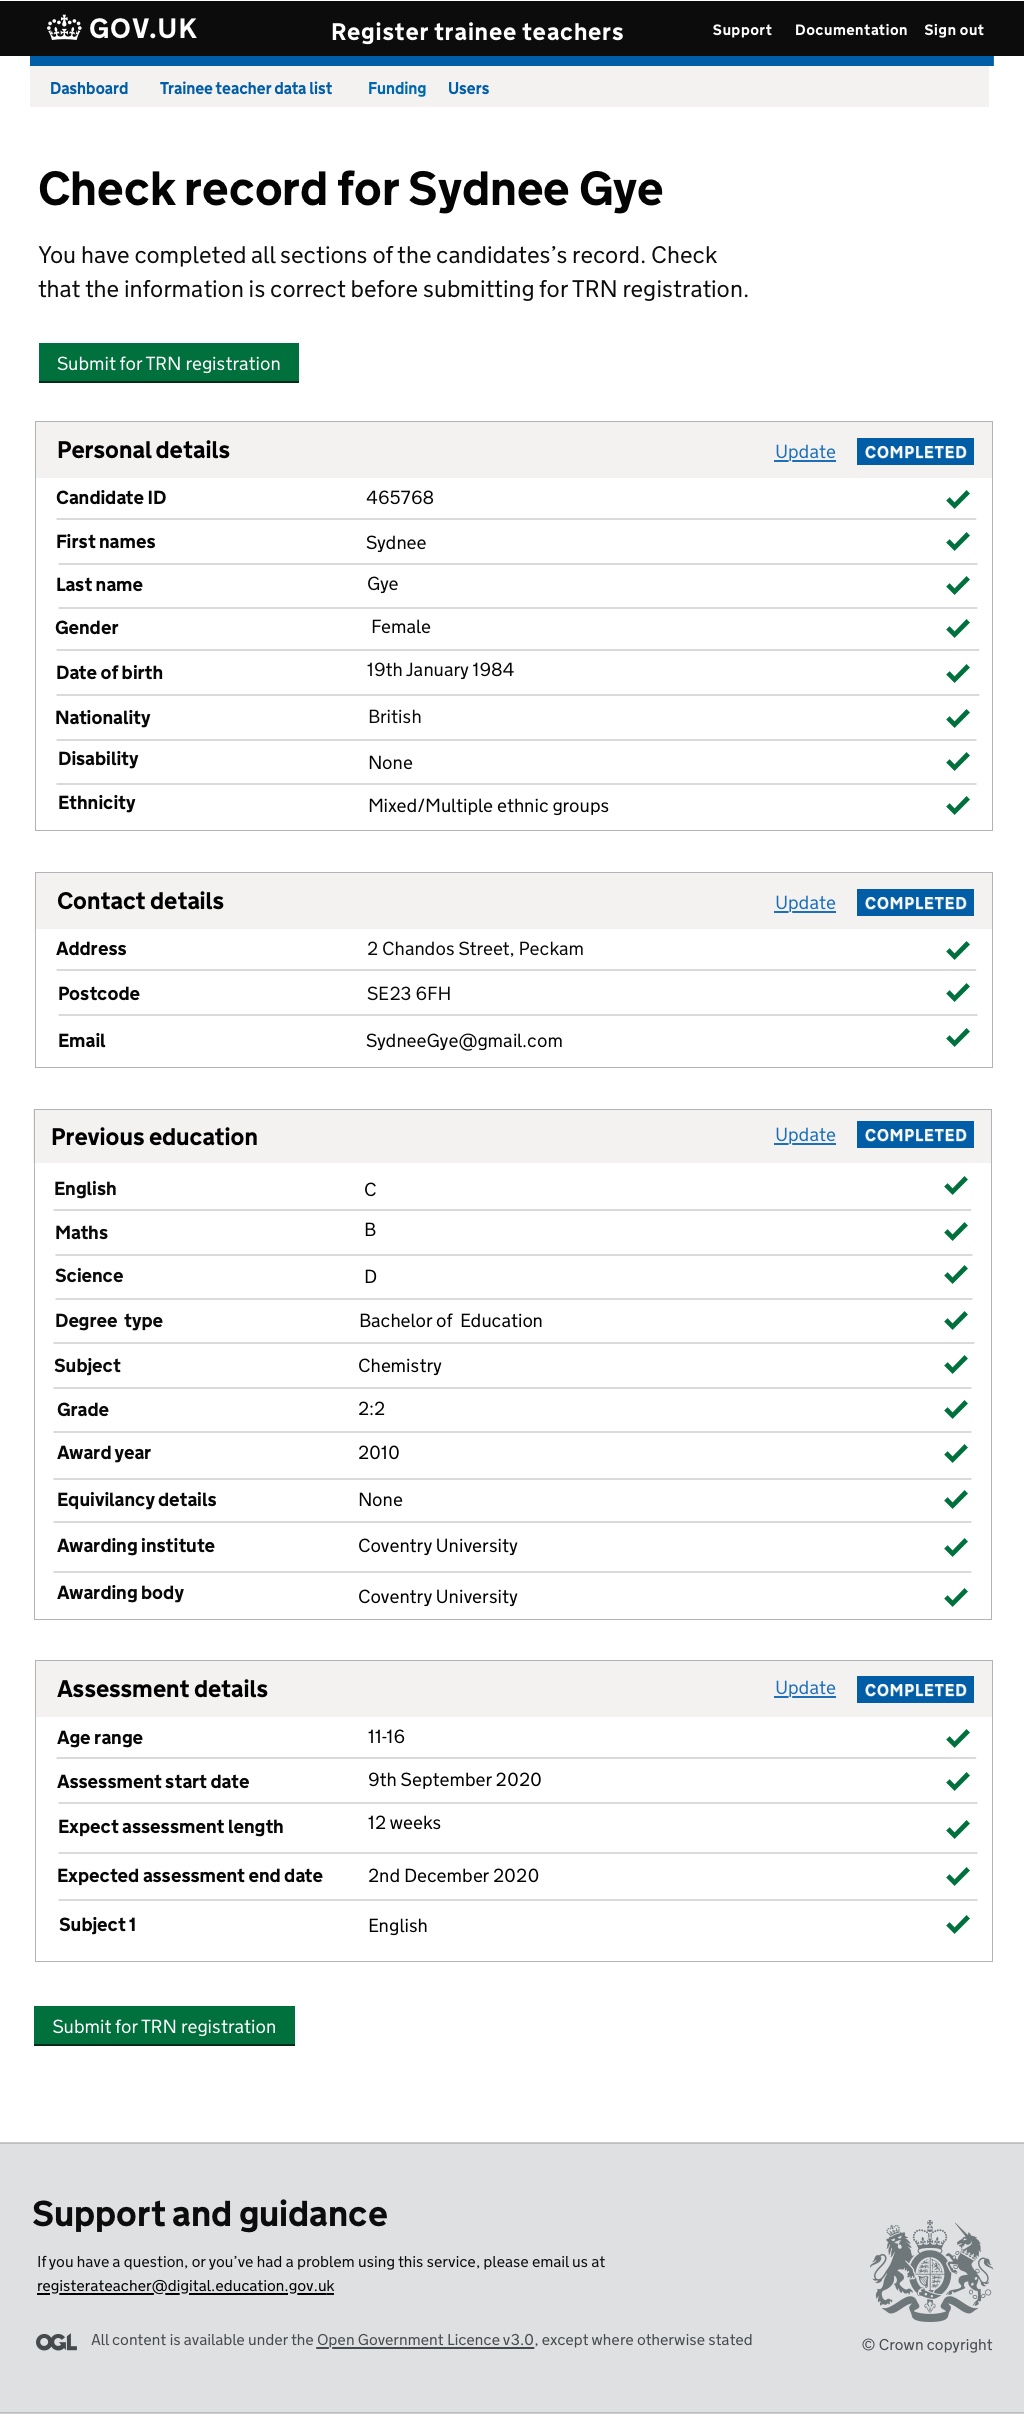 GOV.UK Register trainee teachers Support Documentation Sign out
Dashboard Trainee teacher data list Funding Users
Check record for Sydnee Gye
You have completed all sections of the candidates’s record. Check
that the information is correct before submitting for TRN registration.
Submit for TRN registration
Personal details Update COMPLETED
Candidate ID 465768
First names Sydnee
Last name Gye
Gender Female
Date of birth 19th January 1984
Nationality British
Disability None
Ethnicity Mixed/Multiple ethnic groups
Contact details Update COMPLETED
Address 2 Chandos Street, Peckam
Postcode SE23 6FH
Email SydneeGye@gmail.com
Previous education Update COMPLETED
English C
Maths B
Science D
Degree type Bachelor of Education
Subject Chemistry
Grade 2:2
Award year 2010
Equivilancy details None
Awarding institute Coventry University
Awarding body Coventry University
Assessment details Update COMPLETED
Age range 11-16
Assessment start date 9th September 2020
Expect assessment length 12 weeks
Expected assessment end date 2nd December 2020
Subject 1 English
Submit for TRN registration
Support and guidance
If you have a question, or you’ve had a problem using this service, please email us at
registerateacher@digital.education.gov.uk
OGL All content is available under the Open Government Licence v3.0, except where otherwise stated
© Crown copyright